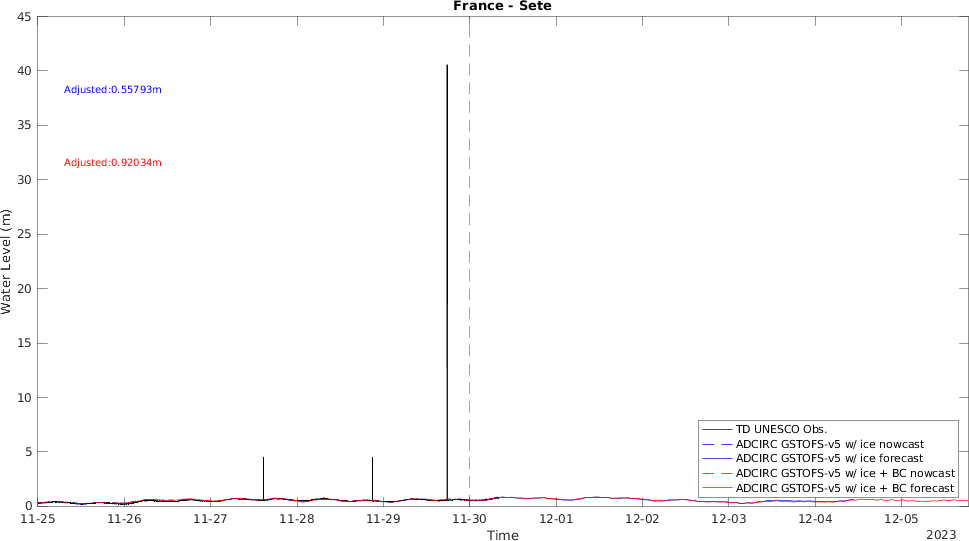 France - Sete
45
40
35
30
25
20
15
10
5
0
Water Level (m)
Adjusted:0.55793m
Adjusted:0.92034m
TD UNESCO Obs.
ADCIRC GSTOFS-v5 w/ ice nowcast
ADCIRC GSTOFS-v5 w/ ice forecast
ADCIRC GSTOFS-v5 w/ ice + BC nowcast
ADCIRC GSTOFS-v5 w/ ice + BC forecast
11-25 11-26 11-27 11-28 11-29 11-30 12-01 12-02 12-03 12-04 12-05
Time
2023